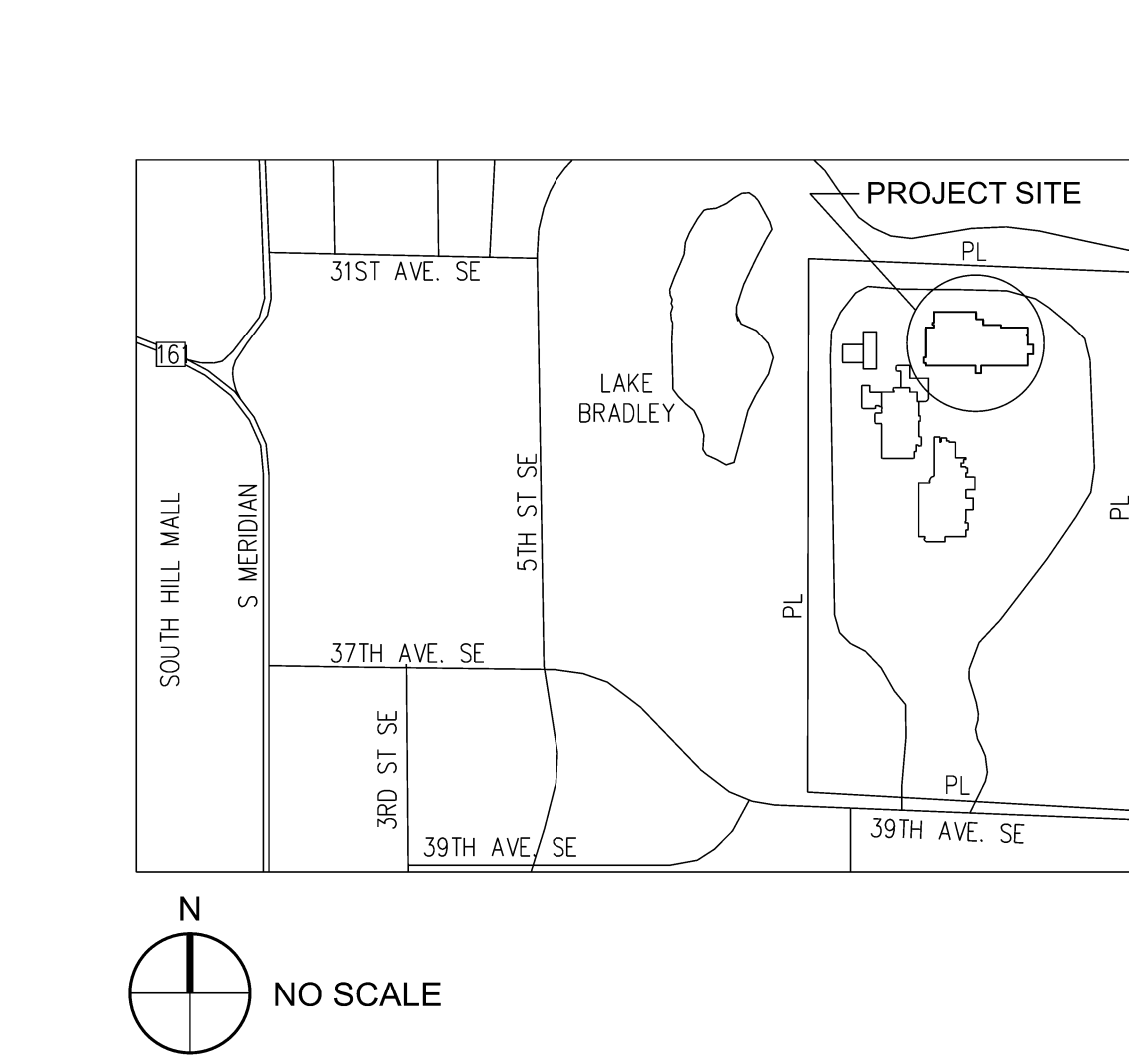 PROJECT SITE
PL
31ST AVE. SE
161
LAKE
BRADLEY
5TH ST SE
S MERIDIAN
SOUTH HILL MALL
PL
PL
37TH AVE. SE
3RD ST SE
PL
39TH AVE. SE
39TH AVE. SE
N
NO SCALE